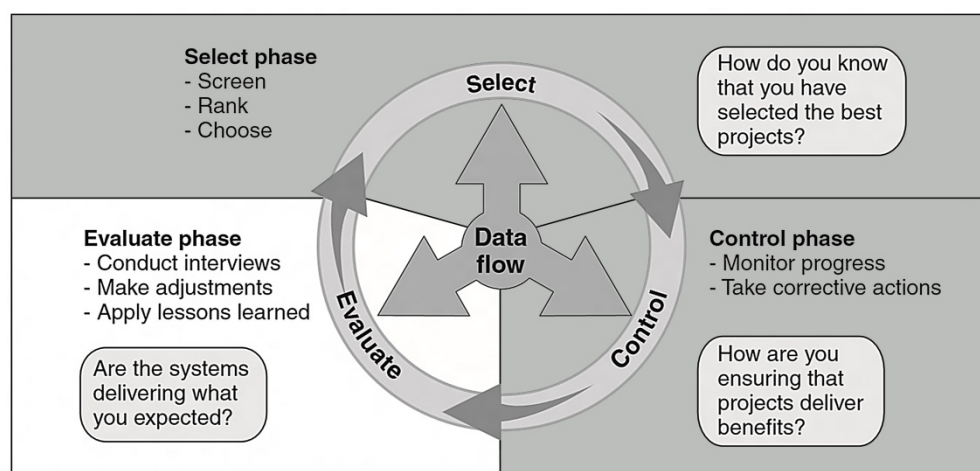 Select phase
- Screen
- Rank
- Choose
Select
How do you know
that you have
selected the best
projects?
Evaluate phase
- Conduct interviews
- Make adjustments
- Apply lessons learned
Are the systems
delivering what
you expected?
Evaluate
Data
flow
Control
Control phase
- Monitor progress
- Take corrective actions
How are you
ensuring that
projects deliver
benefits?